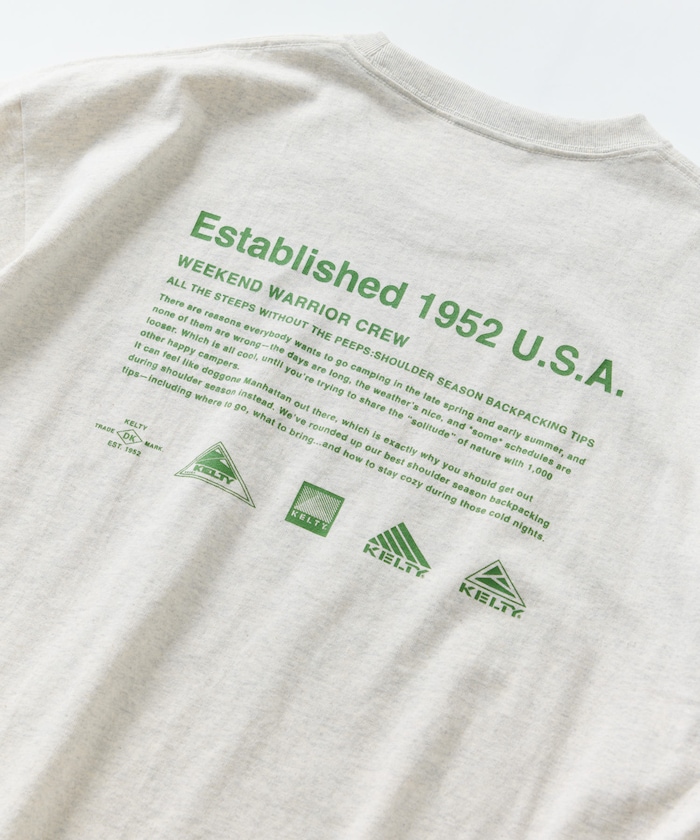 Established 1952 U.S.A.
WEEKEND WARRIOR CREW
ALL THE STEEPS WITHOUT THE PEEPS:SHOULDER SEASON BACKPACKING TIPS
There are reasons everybody wants to go camping in the late spring and early summer, and
none of them are wrong—the days are long, the weather's nice, and "some" schedules are
looser. Which is all cool, until you're trying to share the "solitude" of nature with 1,000
other happy campers.
It can feel like doggone Manhattan out there, which is exactly why you should get out
during shoulder season instead. We've rounded up our best shoulder season backpacking
tips—including where to go, what to bring...and how to stay cozy during those cold nights.
KELTY
TRADE DK MARK.
EST. 1952
KELTY
KELTY
KELTY
KELTY